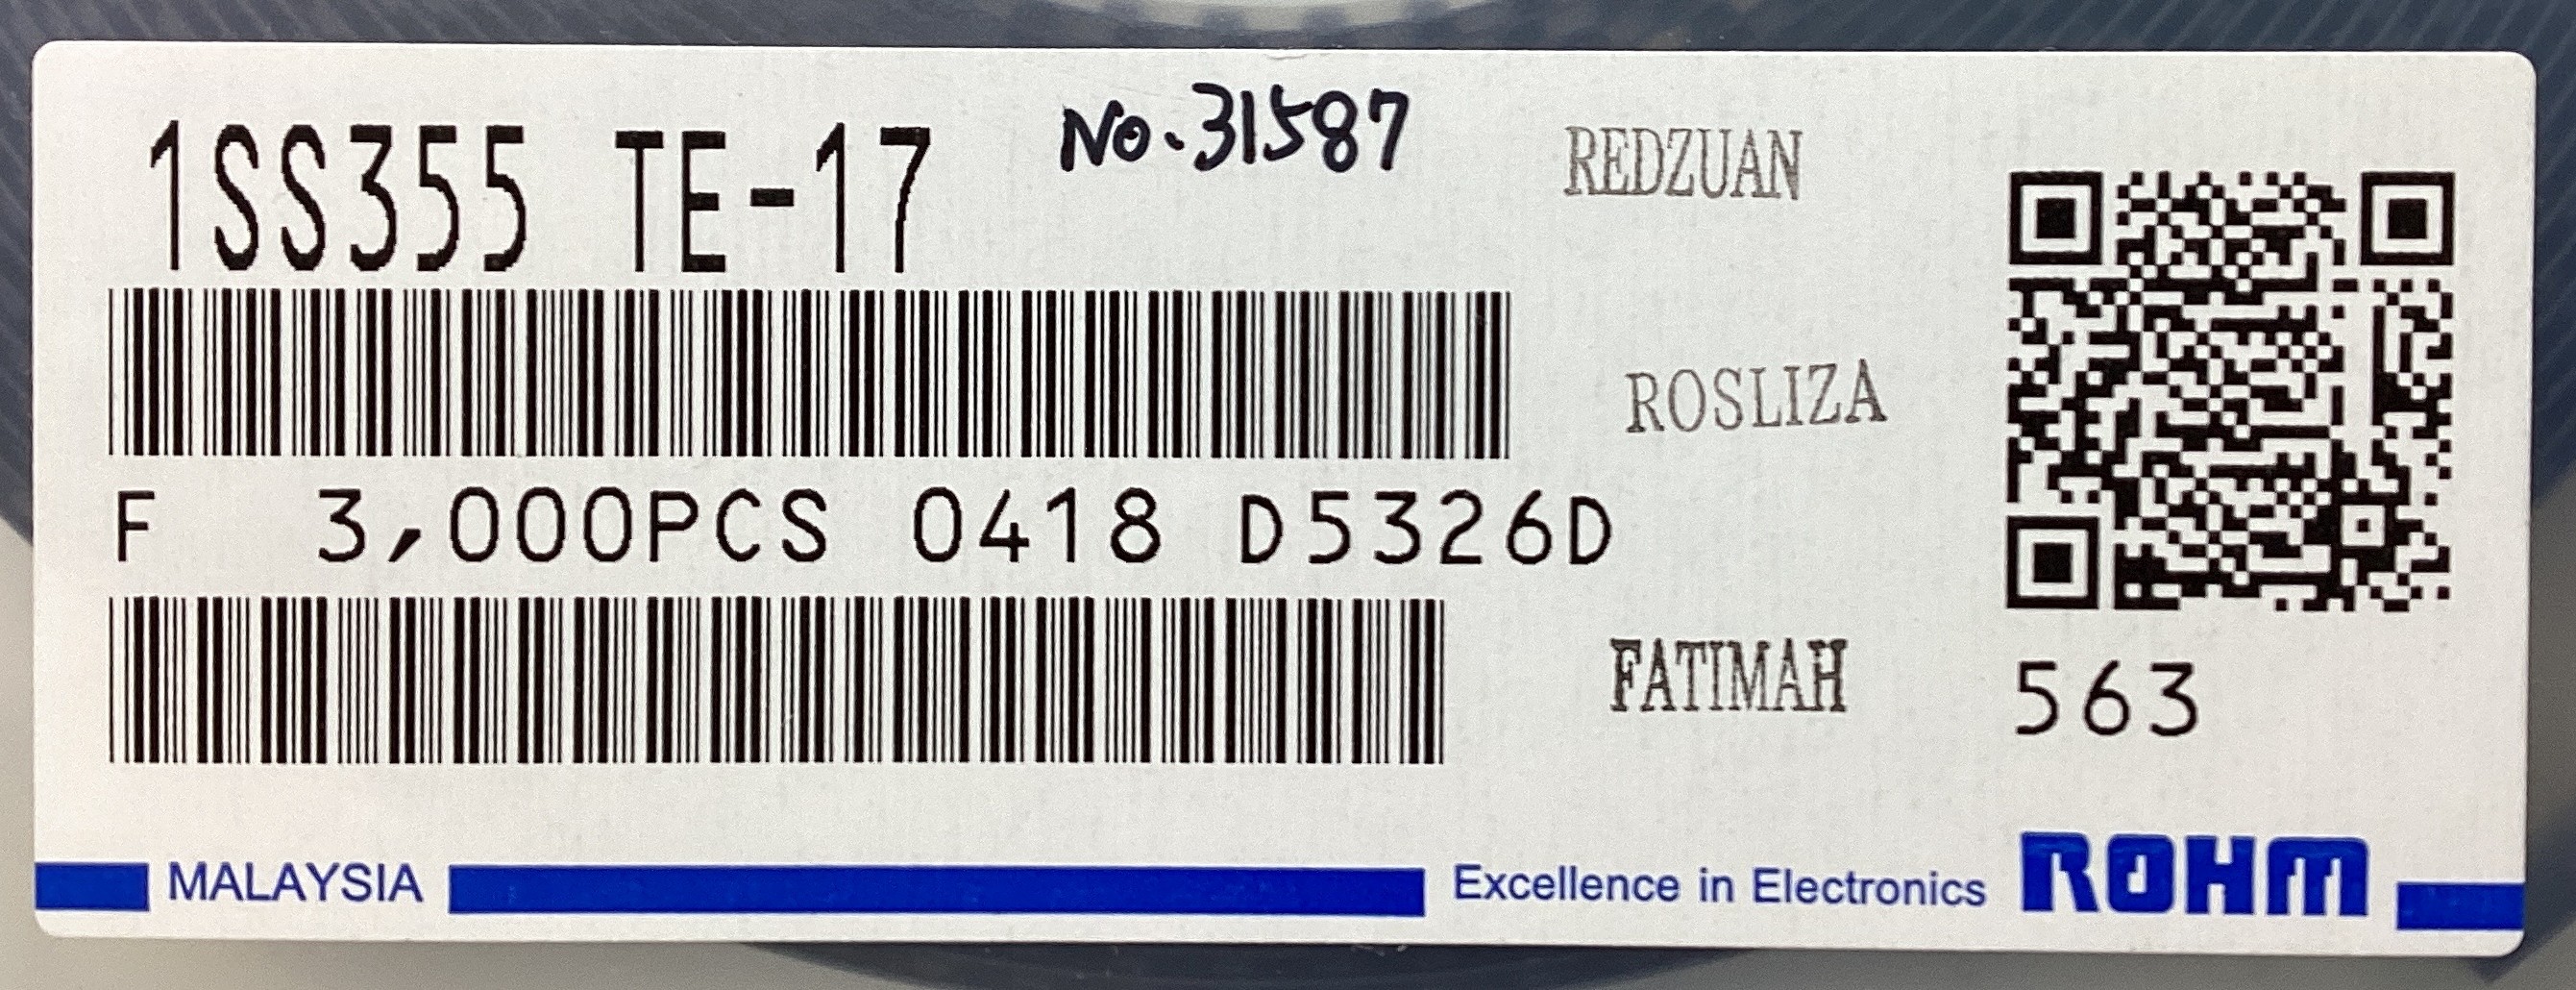 1SS355 TE-17
No.31587
REDZUAN
ROSLIZA
F 3,000PCS 0418 D5326D
FATIMAH
563
MALAYSIA
Excellence in Electronics
ROHM